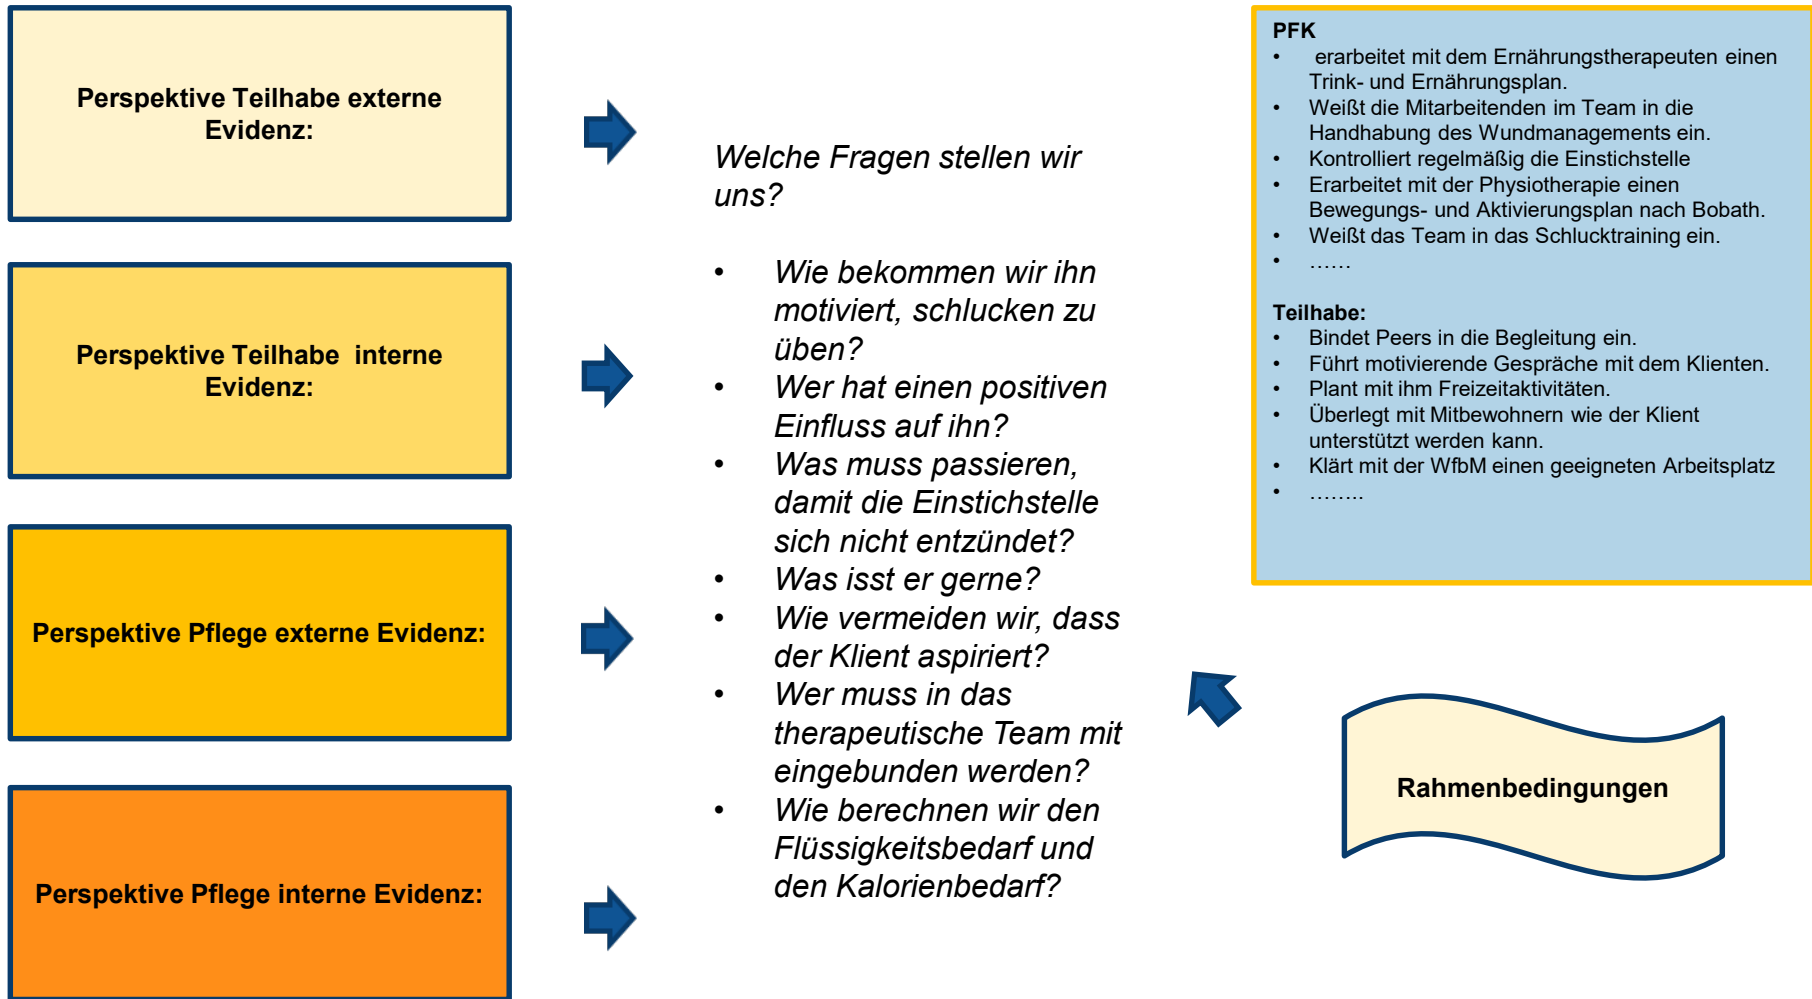 Perspektive Teilhabe externe
Evidenz:
Perspektive Teilhabe  interne
Evidenz:
Perspektive Pflege externe Evidenz:
Perspektive Pflege interne Evidenz:
Welche Fragen stellen wir
uns?
• Wie bekommen wir ihn
motiviert, schlucken zu
üben?
• Wer hat einen positiven
Einfluss auf ihn?
• Was muss passieren,
damit die Einstichstelle
sich nicht entzündet?
• Was isst er gerne?
• Wie vermeiden wir, dass
der Klient aspiriert?
• Wer muss in das
therapeutische Team mit
eingebunden werden?
• Wie berechnen wir den
Flüssigkeitsbedarf und
den Kalorienbedarf?
PFK
• erarbeitet mit dem Ernährungstherapeuten einen
Trink- und Ernährungsplan.
• Weißt die Mitarbeitenden im Team in die
Handhabung des Wundmanagements ein.
• Kontrolliert regelmäßig die Einstichstelle
• Erarbeitet mit der Physiotherapie einen
Bewegungs- und Aktivierungsplan nach Bobath.
• Weißt das Team in das Schlucktraining ein.
• ……
Teilhabe:
• Bindet Peers in die Begleitung ein.
• Führt motivierende Gespräche mit dem Klienten.
• Plant mit ihm Freizeitaktivitäten.
• Überlegt mit Mitbewohnern wie der Klient
unterstützt werden kann.
• Klärt mit der WfbM einen geeigneten Arbeitsplatz
• ……..
Rahmenbedingungen